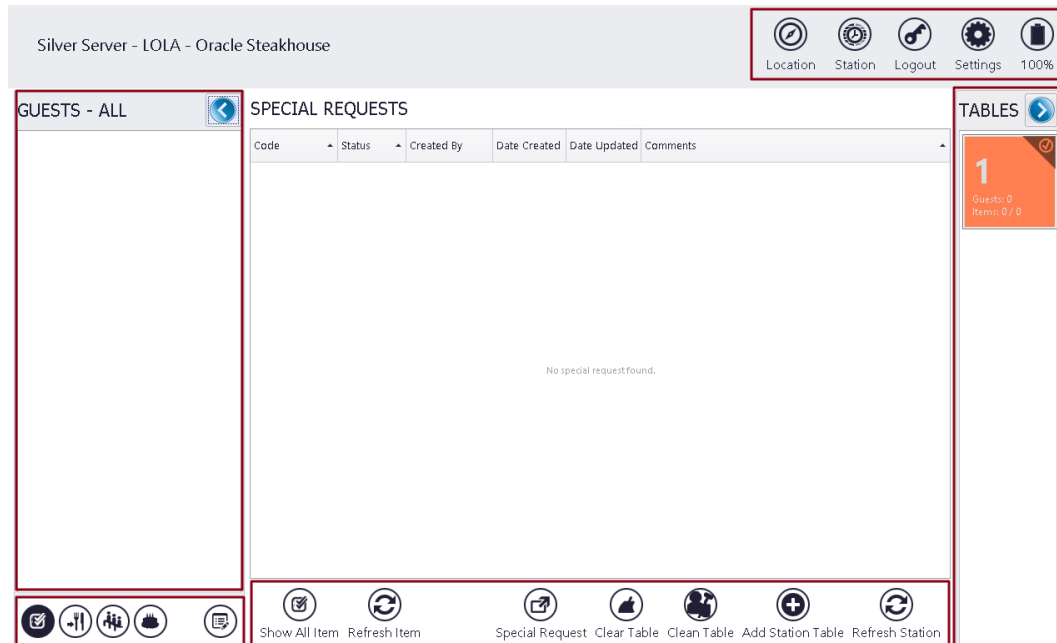 Silver Server - LOLA - Oracle Steakhouse
Location Station Logout Settings 100%
GUESTS - ALL
SPECIAL REQUESTS
TABLES
Code Status Created By Date Created Date Updated Comments
1
Guests: 0
Items: 0 / 0
No special request found.
Show All Item Refresh Item Special Request Clear Table Clean Table Add Station Table Refresh Station